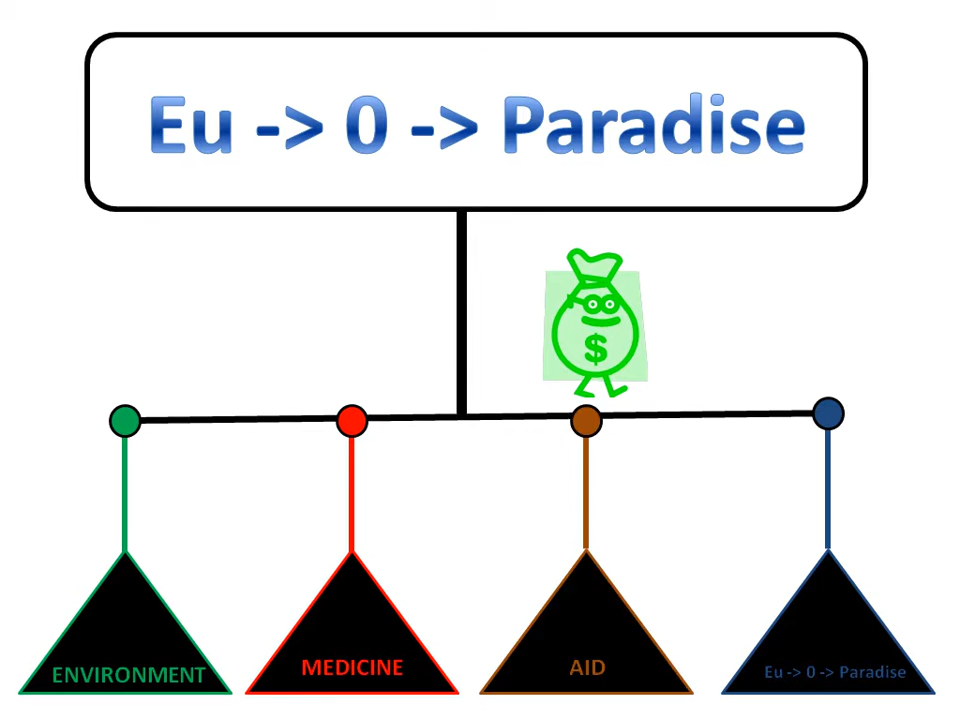 Eu -> 0 -> Paradise
$
ENVIRONMENT
MEDICINE
AID
Eu -> 0 -> Paradise